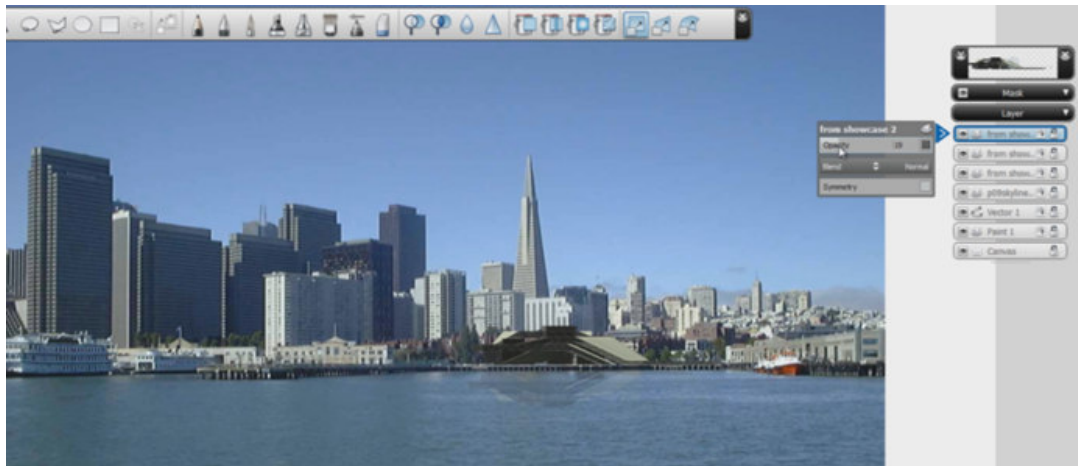 Mask
Layer
from showcase 2
Opacity 19
Blend Normal
Symmetry
from show..
from show..
from show..
p09skyline..
Vector 1
Paint 1
Canvas